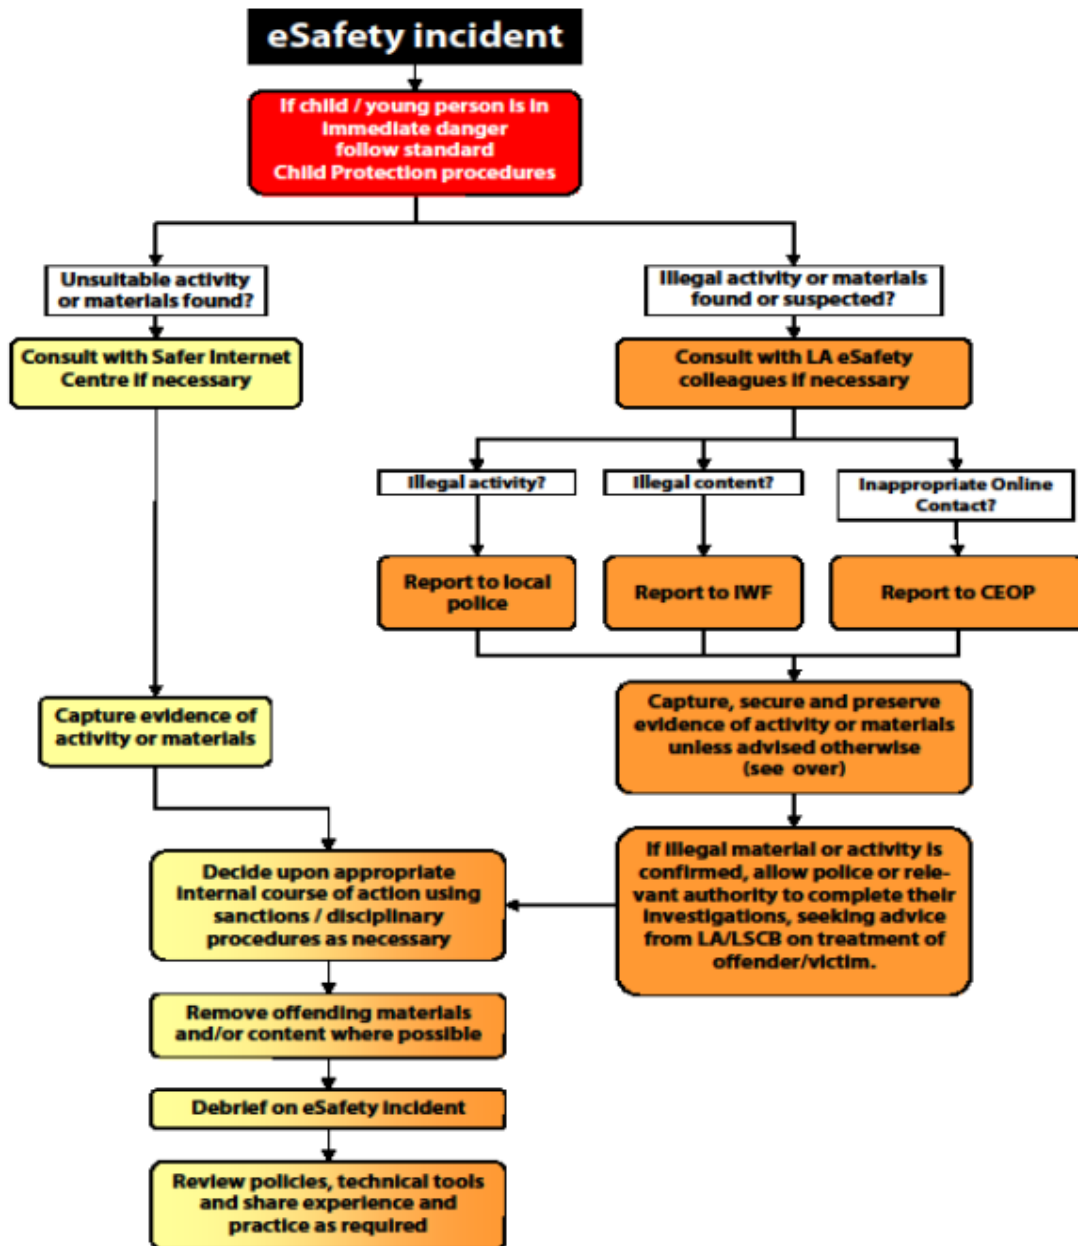 eSafety incident
If child / young person is in
immediate danger
follow standard
Child Protection procedures
Unsuitable activity
or materials found?
Illegal activity or materials
found or suspected?
Consult with Safer Internet
Centre if necessary
Consult with LA eSafety
colleagues if necessary
Illegal activity?
Illegal content?
Inappropriate Online
Contact?
Report to local
police
Report to IWF
Report to CEOP
Capture evidence of
activity or materials
Capture, secure and preserve
evidence of activity or materials
unless advised otherwise
(see over)
Decide upon appropriate
internal course of action using
sanctions / disciplinary
procedures as necessary
If illegal material or activity is
confirmed, allow police or rele-
vant authority to complete their
investigations, seeking advice
from LA/LSCB on treatment of
offender/victim.
Remove offending materials
and/or content where possible
Debrief on eSafety incident
Review policies, technical tools
and share experience and
practice as required